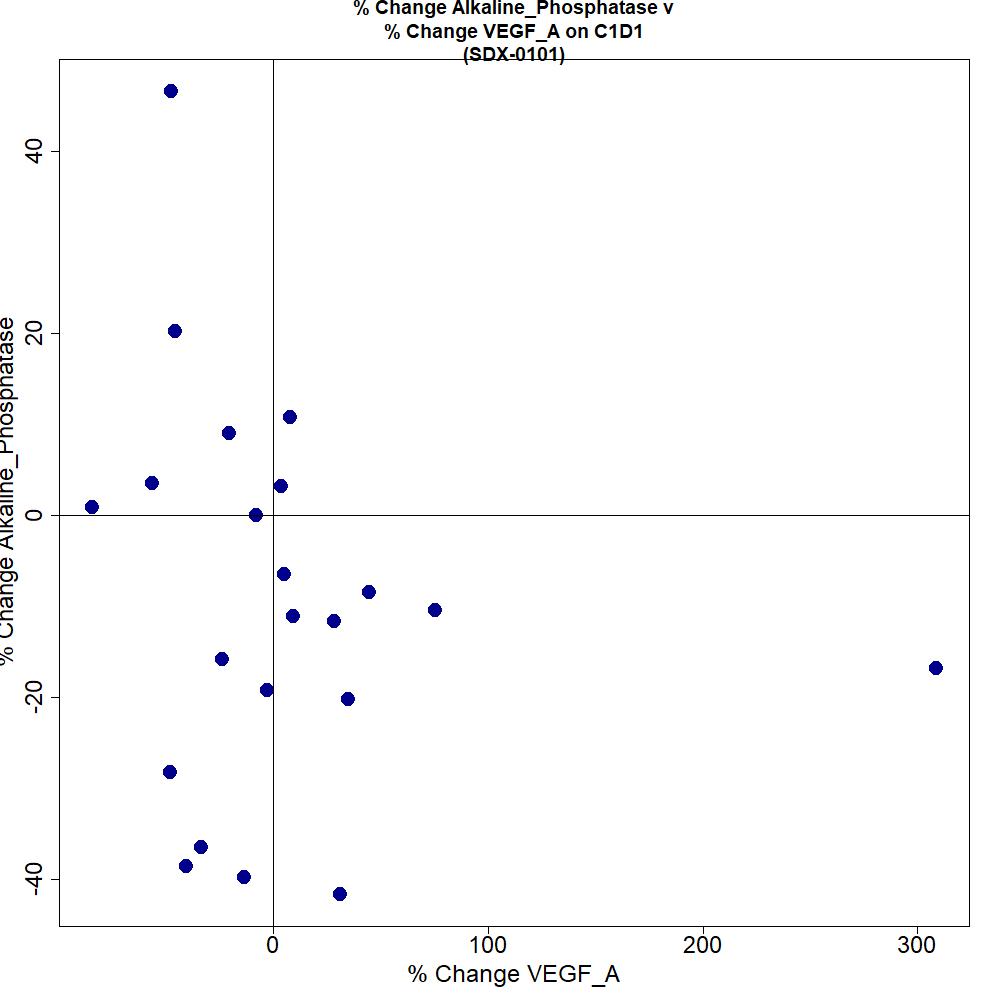 % Change Alkaline_Phosphatase v
% Change VEGF_A on C1D1
(SDX-0101)
% Change Alkaline_Phosphatase
40
20
0
-20
-40
0
100
200
300
% Change VEGF_A